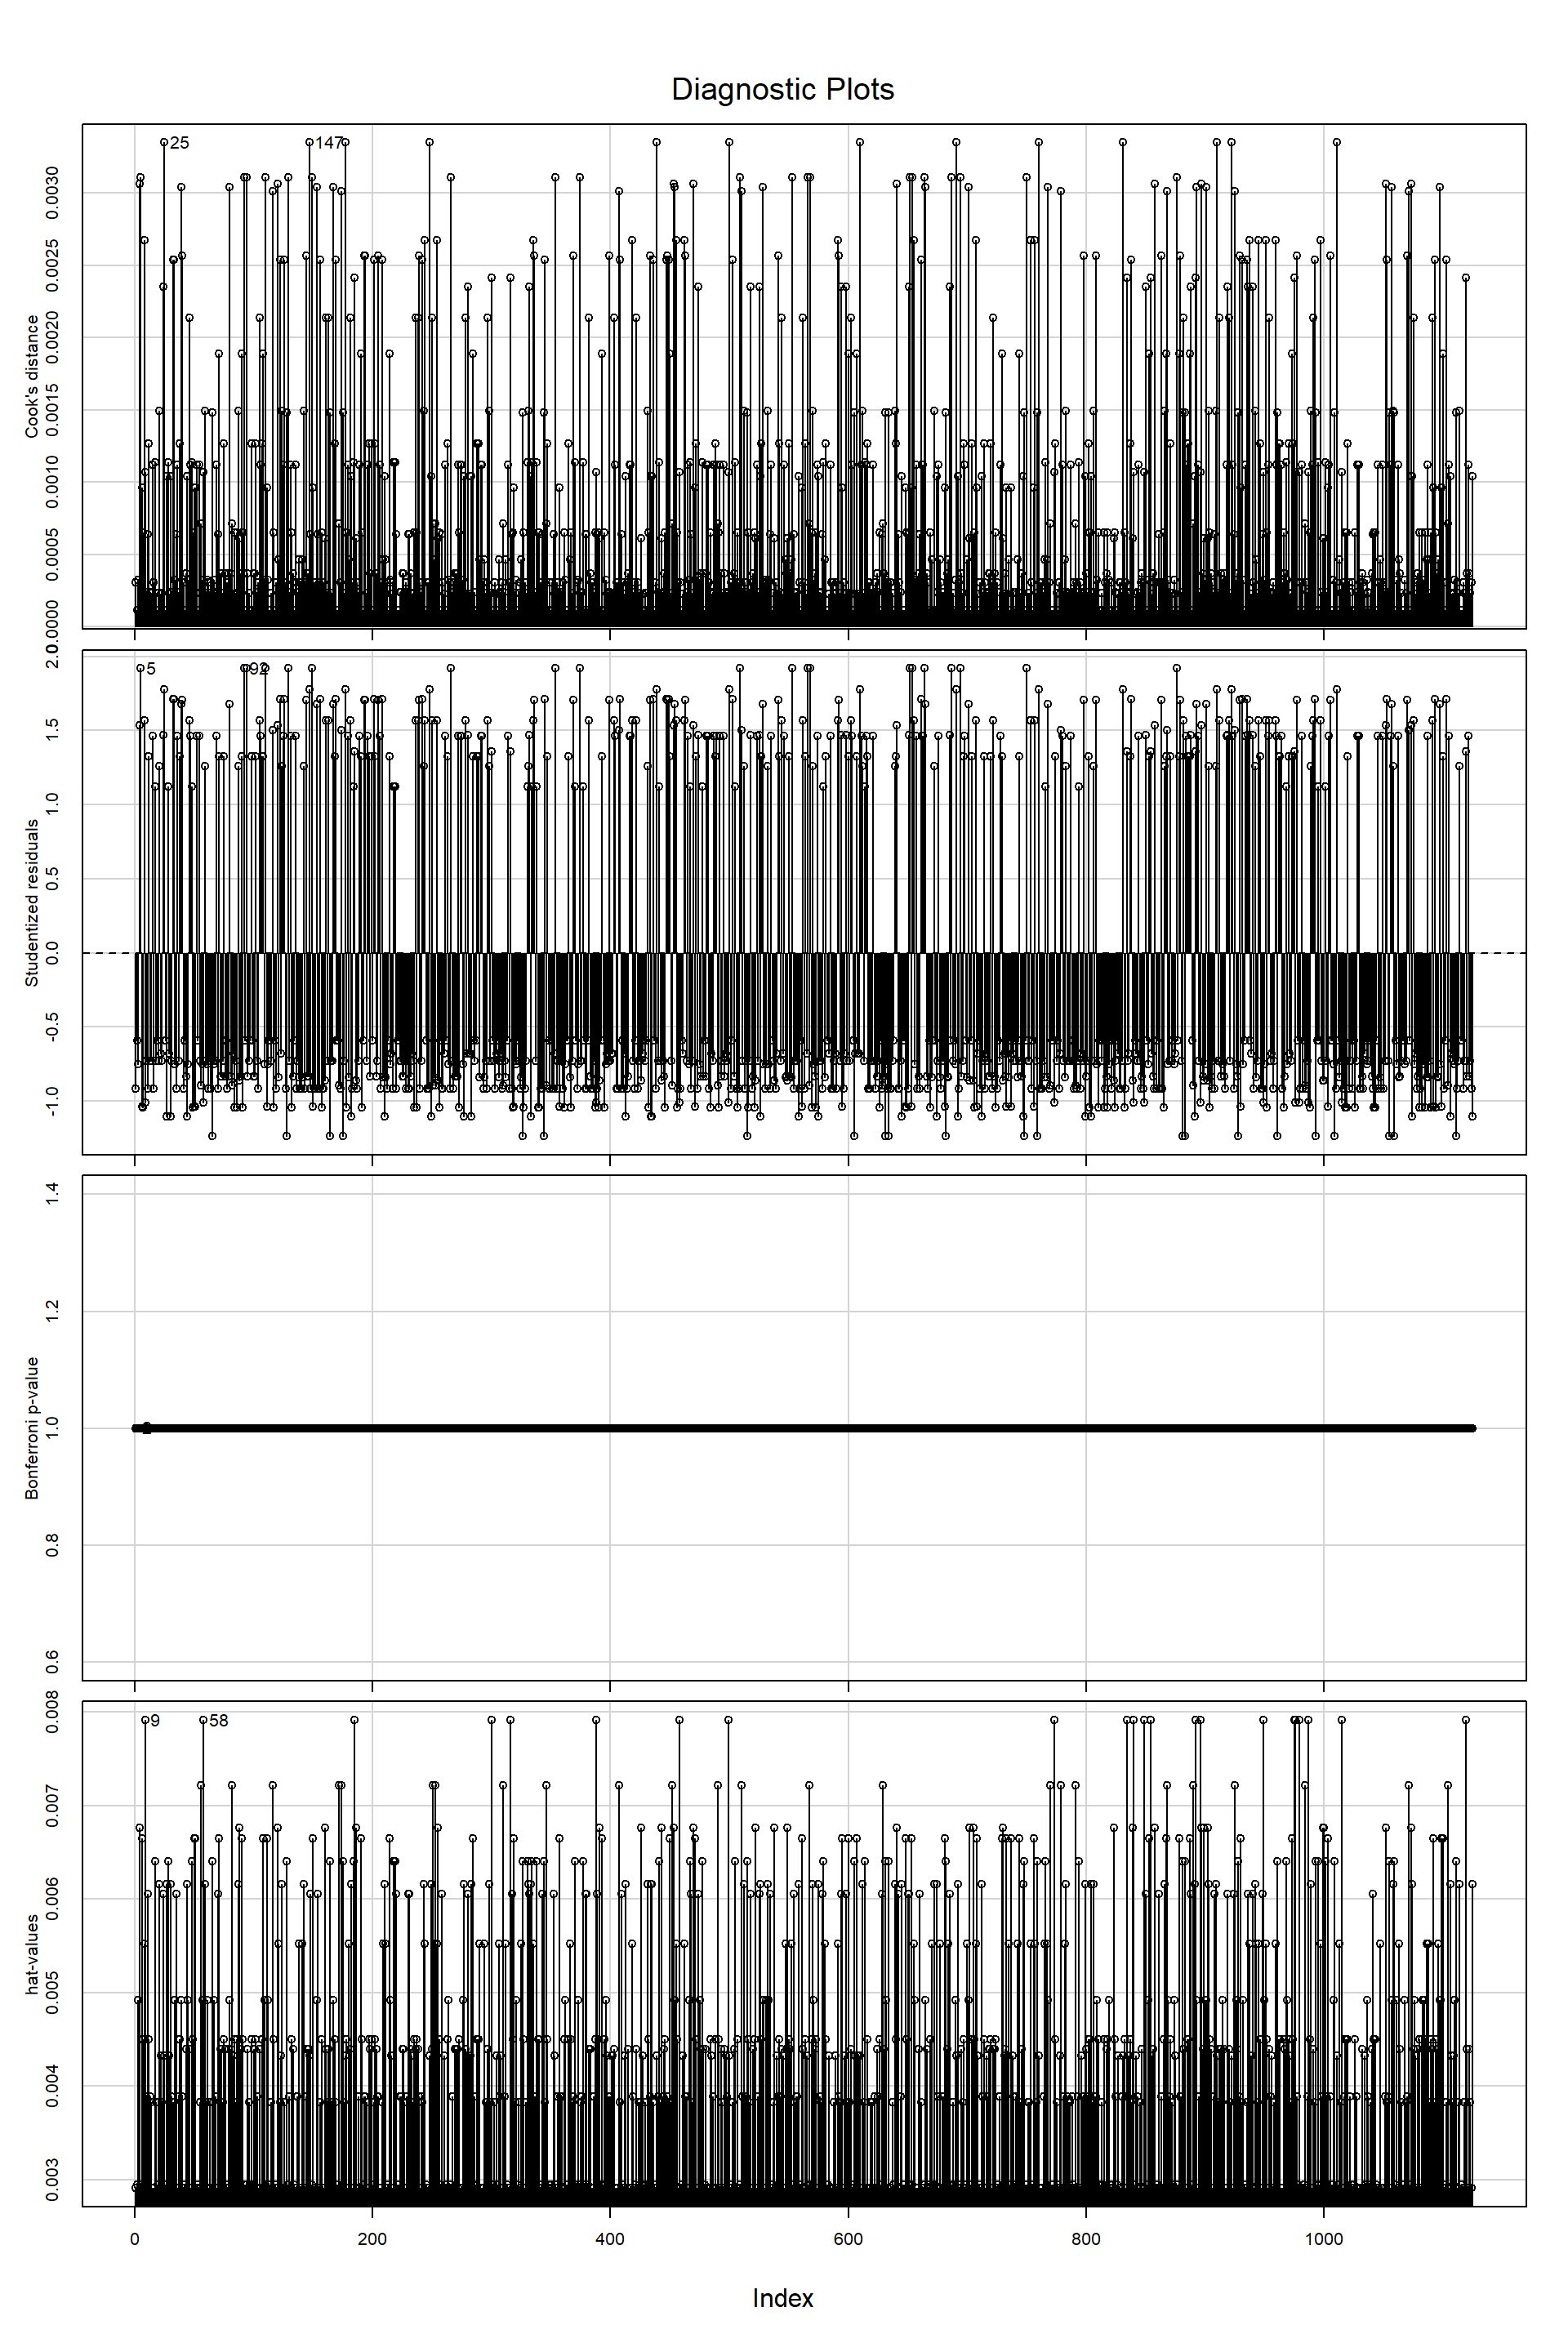 Diagnostic Plots
Cook's distance
0.0000 0.0005 0.0010 0.0015 0.0020 0.0025 0.0030
25 147
Studentized residuals
-1.0 -0.5 0.0 0.5 1.0 1.5 2.0
5 92
Bonferroni p-value
0.6 0.8 1.0 1.2 1.4
hat-values
0.003 0.004 0.005 0.006 0.007 0.008
9 58
0 200 400 600 800 1000
Index